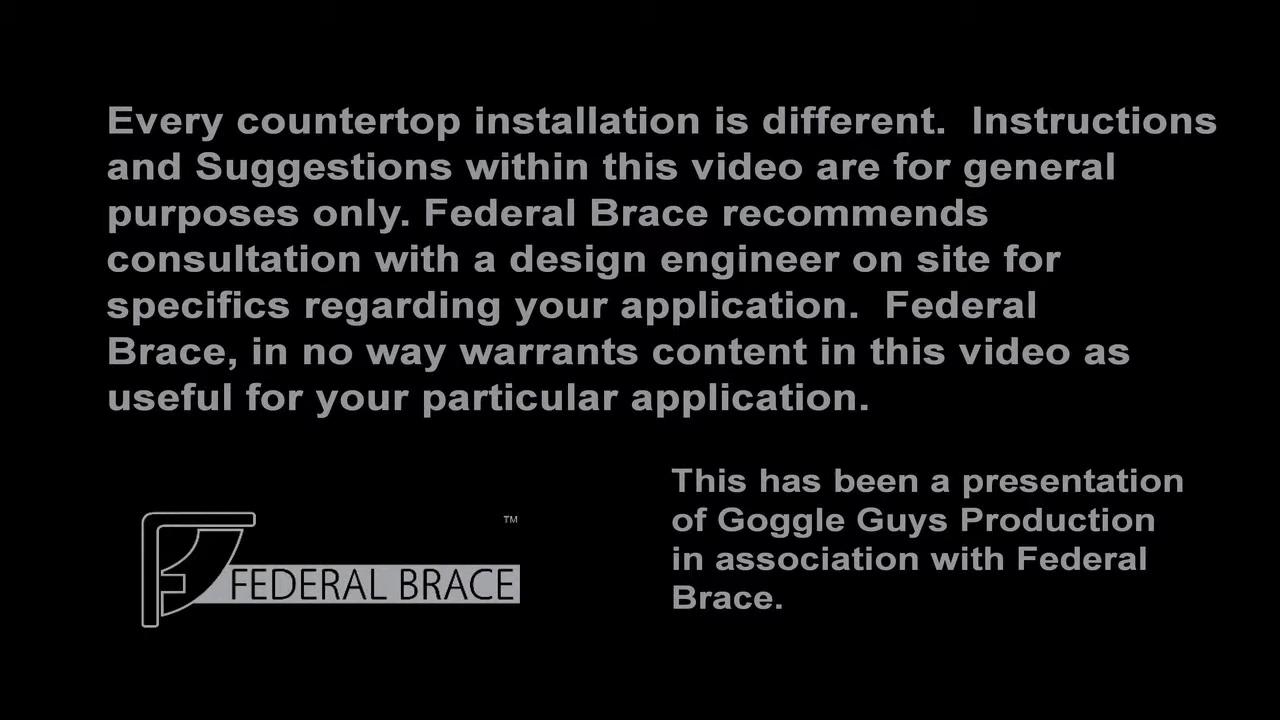 Every countertop installation is different.  Instructions
and Suggestions within this video are for general
purposes only. Federal Brace recommends
consultation with a design engineer on site for
specifics regarding your application.  Federal
Brace, in no way warrants content in this video as
useful for your particular application.
This has been a presentation
of Goggle Guys Production
in association with Federal
Brace.
™
FEDERAL BRACE